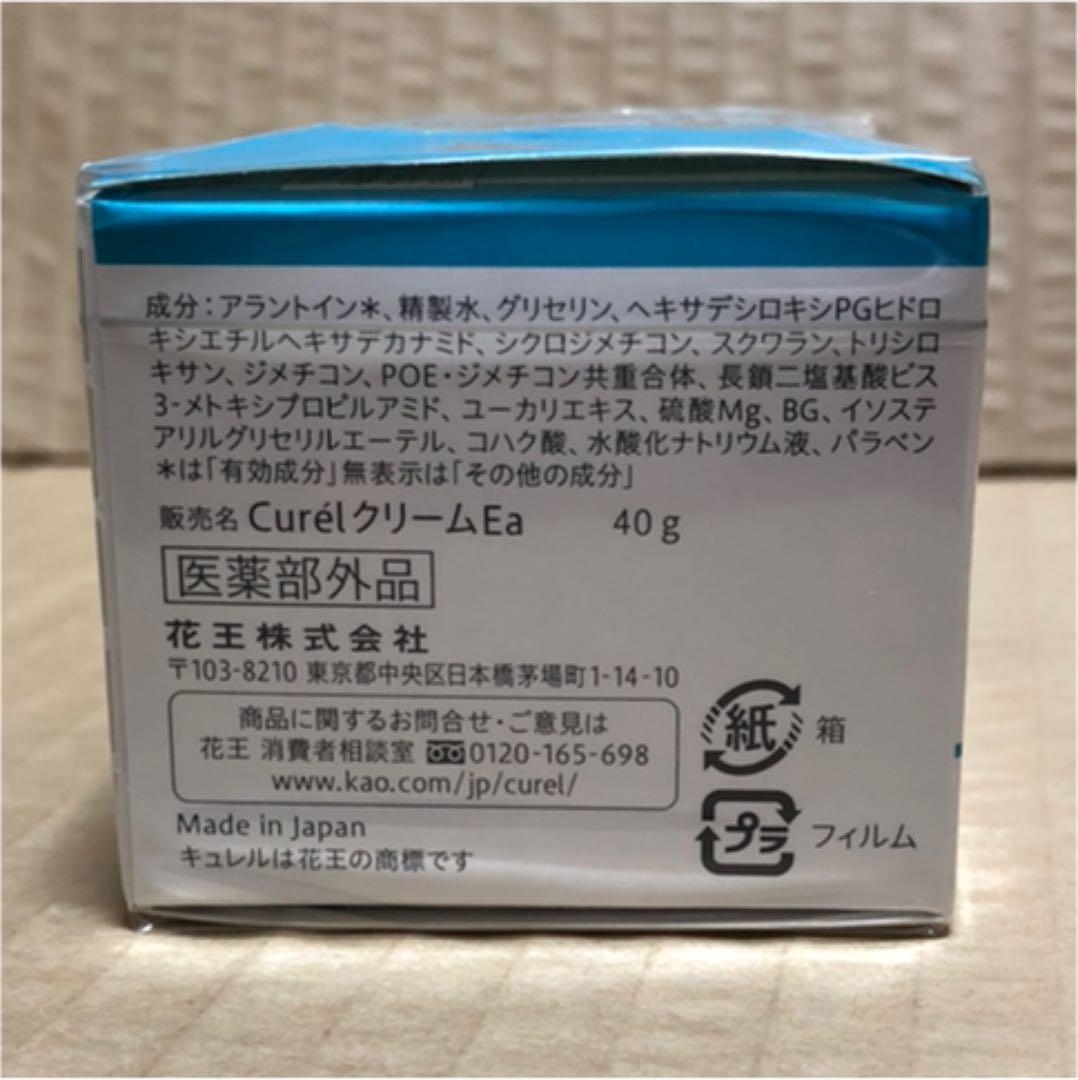 成分：アラントイン＊、精製水、グリセリン、ヘキサデシロキシPGヒドロ
キシエチルヘキサデカナミド、シクロジメチコン、スクワラン、トリシロ
キサン、ジメチコン、POE・ジメチコン共重合体、長鎖二塩基酸ビス
3-メトキシプロピルアミド、ユーカリエキス、硫酸Mg、BG、イソステ
アリルグリセリルエーテル、コハク酸、水酸化ナトリウム液、パラベン
＊は「有効成分」無表示は「その他の成分」
販売名 CurélクリームEa 40g
医薬部外品
花王株式会社
〒103-8210 東京都中央区日本橋茅場町1-14-10
商品に関するお問合せ・ご意見は
花王 消費者相談室 0120-165-698
www.kao.com/jp/curel/
紙 箱
Made in Japan
プラ フィルム
キュレルは花王の商標です